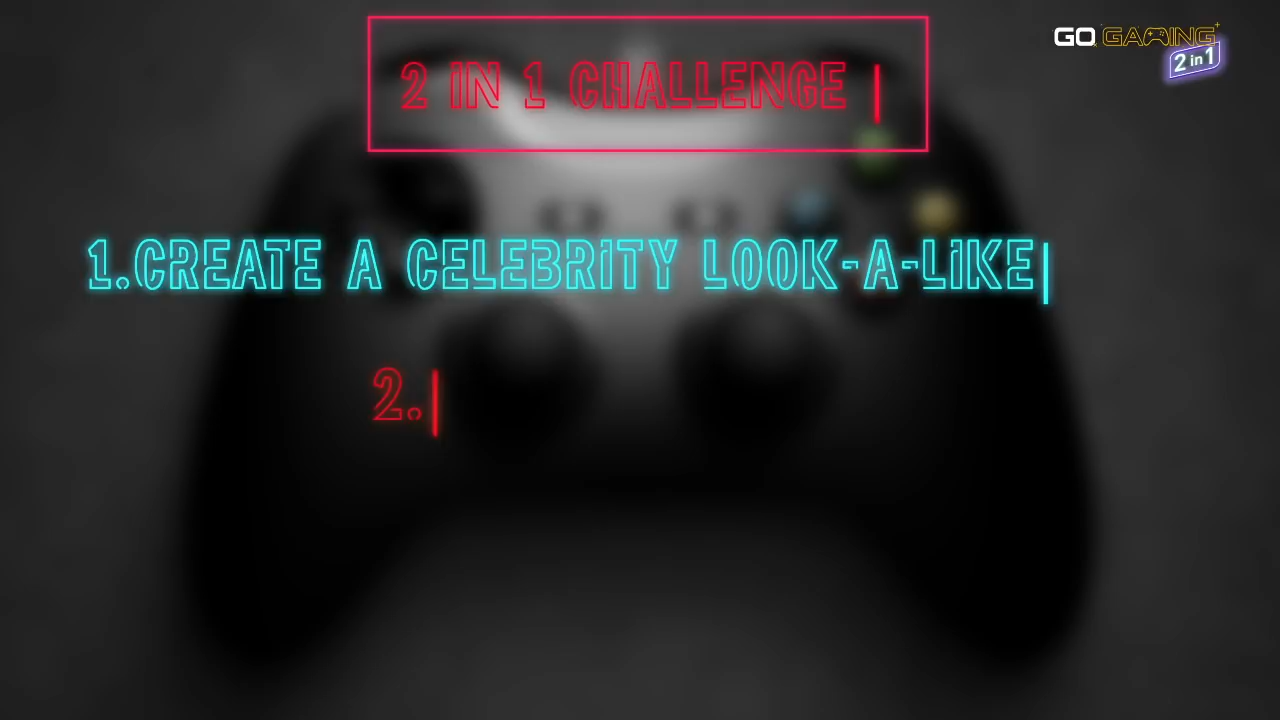 GO GAMING
2 in 1
2 IN 1 CHALLENGE
1.CREATE A CELEBRITY LOOK-A-LIKE
2.